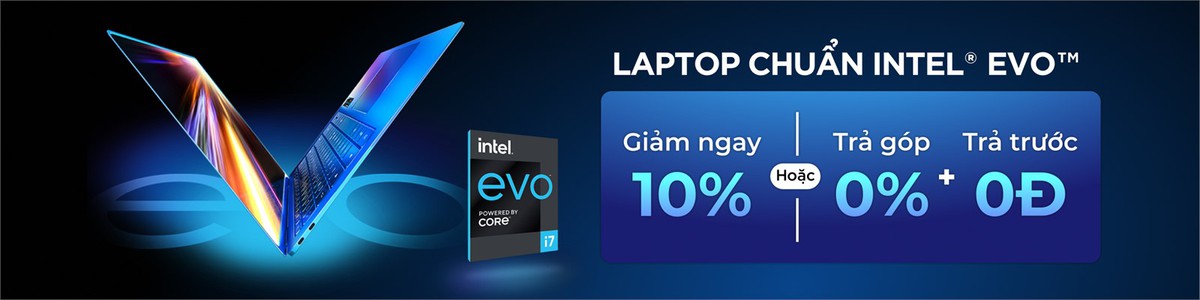 LAPTOP CHUẨN INTEL® EVO™
Giảm ngay
10%
Hoặc
Trả góp
0%
+
Trả trước
0Đ
evo
intel.
evo
POWERED BY
CORE
i7